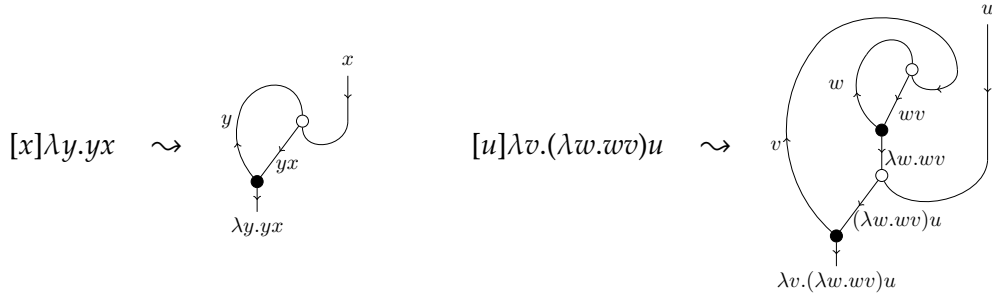 [x]λy.yx ⤳
x
y
yx
λy.yx
[u]λv.(λw.wv)u ⤳
u
w
wv
v
λw.wv
(λw.wv)u
λv.(λw.wv)u